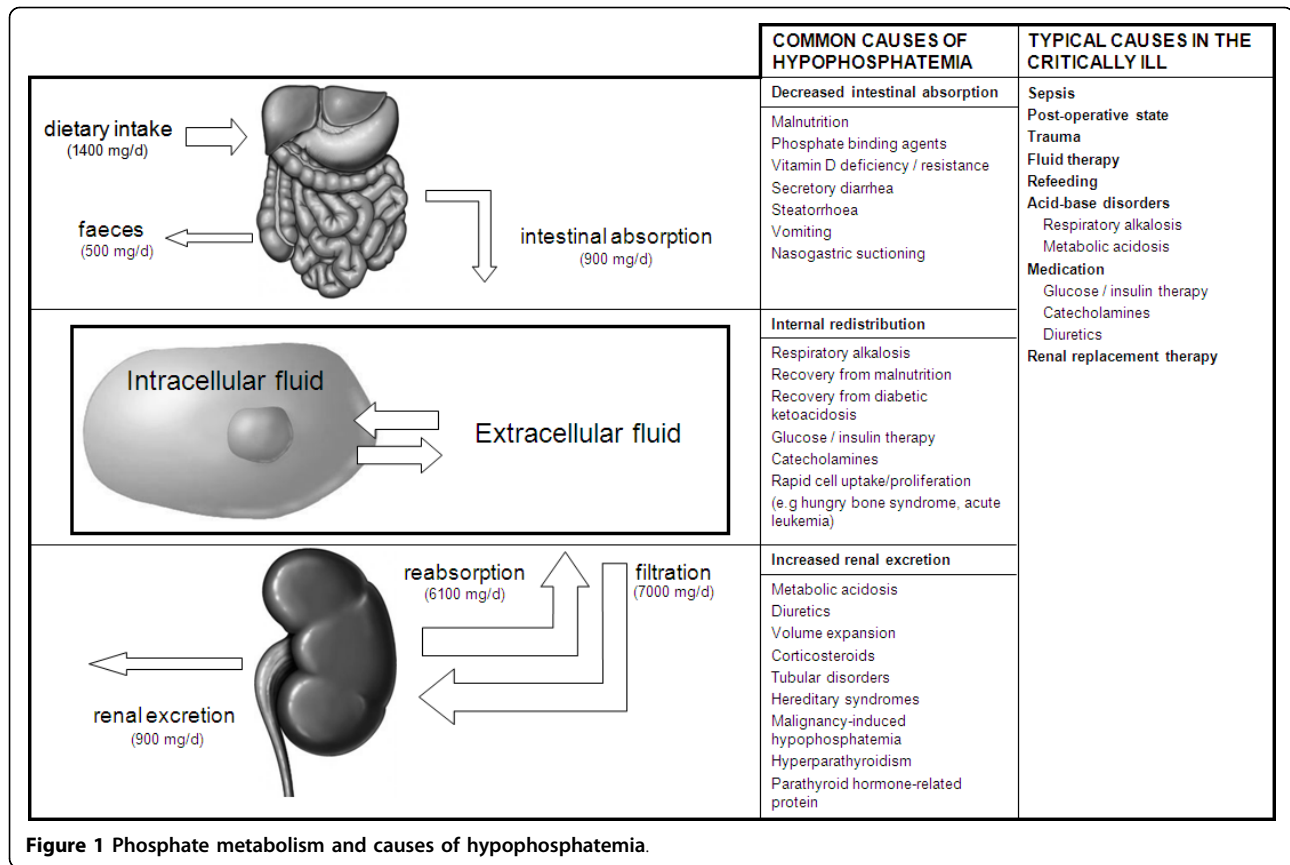 COMMON CAUSES OF
HYPOPHOSPHATEMIA
TYPICAL CAUSES IN THE
CRITICALLY ILL
dietary intake
(1400 mg/d)
faeces
(500 mg/d)
intestinal absorption
(900 mg/d)
Decreased intestinal absorption
Malnutrition
Phosphate binding agents
Vitamin D deficiency / resistance
Secretory diarrhea
Steatorrhoea
Vomiting
Nasogastric suctioning
Intracellular fluid
Extracellular fluid
Internal redistribution
Respiratory alkalosis
Recovery from malnutrition
Recovery from diabetic
ketoacidosis
Glucose / insulin therapy
Catecholamines
Rapid cell uptake/proliferation
(e.g hungry bone syndrome, acute
leukemia)
reabsorption
(6100 mg/d)
filtration
(7000 mg/d)
renal excretion
(900 mg/d)
Increased renal excretion
Metabolic acidosis
Diuretics
Volume expansion
Corticosteroids
Tubular disorders
Hereditary syndromes
Malignancy-induced
hypophosphatemia
Hyperparathyroidism
Parathyroid hormone-related
protein
Sepsis
Post-operative state
Trauma
Fluid therapy
Refeeding
Acid-base disorders
Respiratory alkalosis
Metabolic acidosis
Medication
Glucose / insulin therapy
Catecholamines
Diuretics
Renal replacement therapy
Figure 1 Phosphate metabolism and causes of hypophosphatemia.